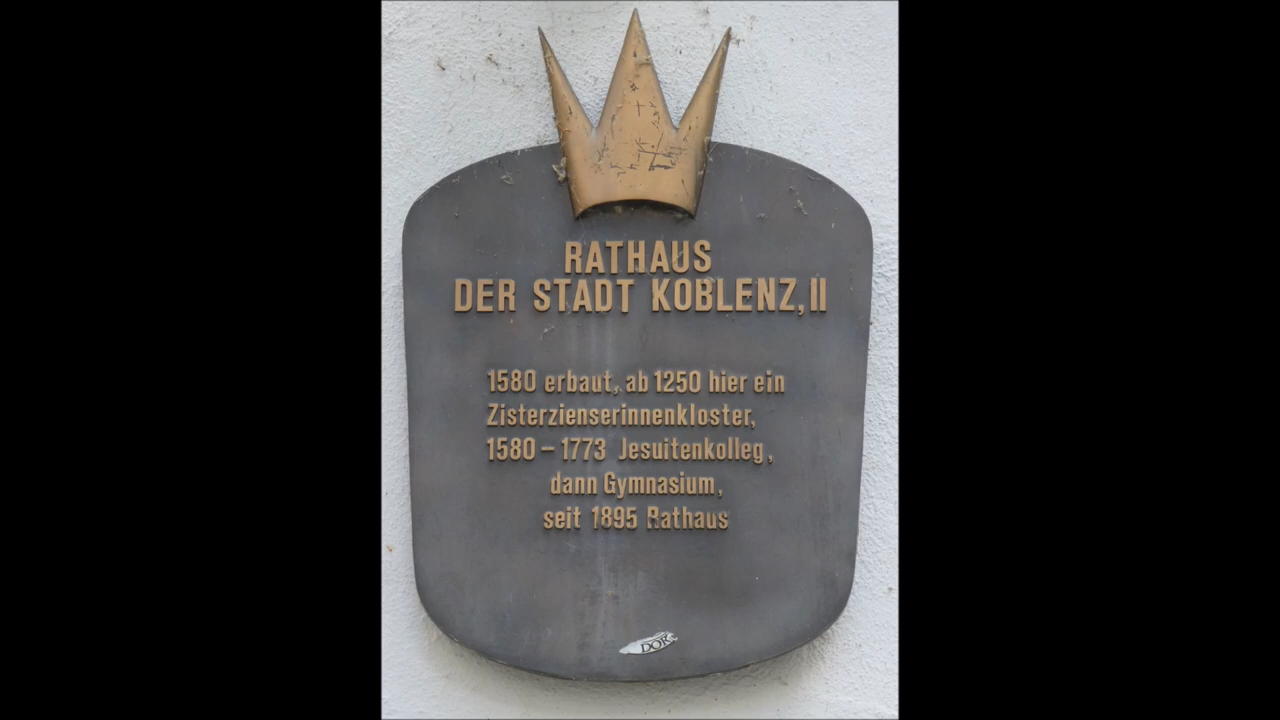 RATHAUS
DER STADT KOBLENZ, II
1580 erbaut, ab 1250 hier ein
Zisterzienserinnenkloster,
1580 – 1773 Jesuitenkolleg,
dann Gymnasium,
seit 1895 Rathaus
DOK